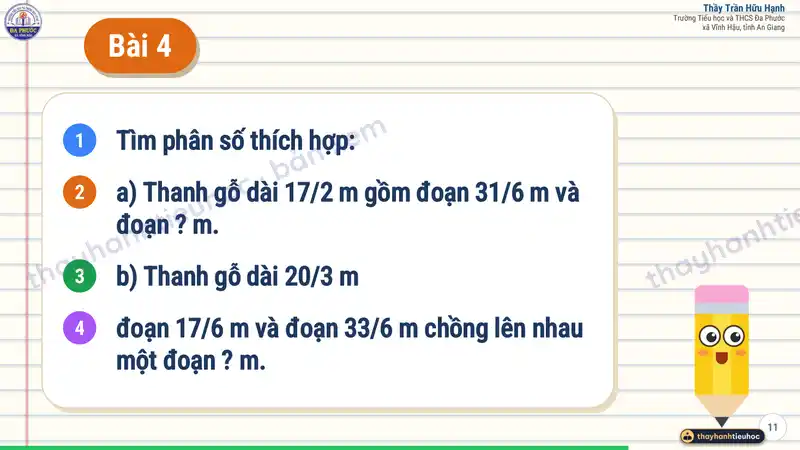 Thầy Trần Hữu Hạnh
Trường Tiểu học và THCS Đa Phước
xã Vĩnh Hậu, tỉnh An Giang
ĐA PHƯỚC
Bài 4
1 Tìm phân số thích hợp:
2 a) Thanh gỗ dài 17/2 m gồm đoạn 31/6 m và
đoạn ? m.
3 b) Thanh gỗ dài 20/3 m
4 đoạn 17/6 m và đoạn 33/6 m chồng lên nhau
một đoạn ? m.
thayhanhtieuhoc
11